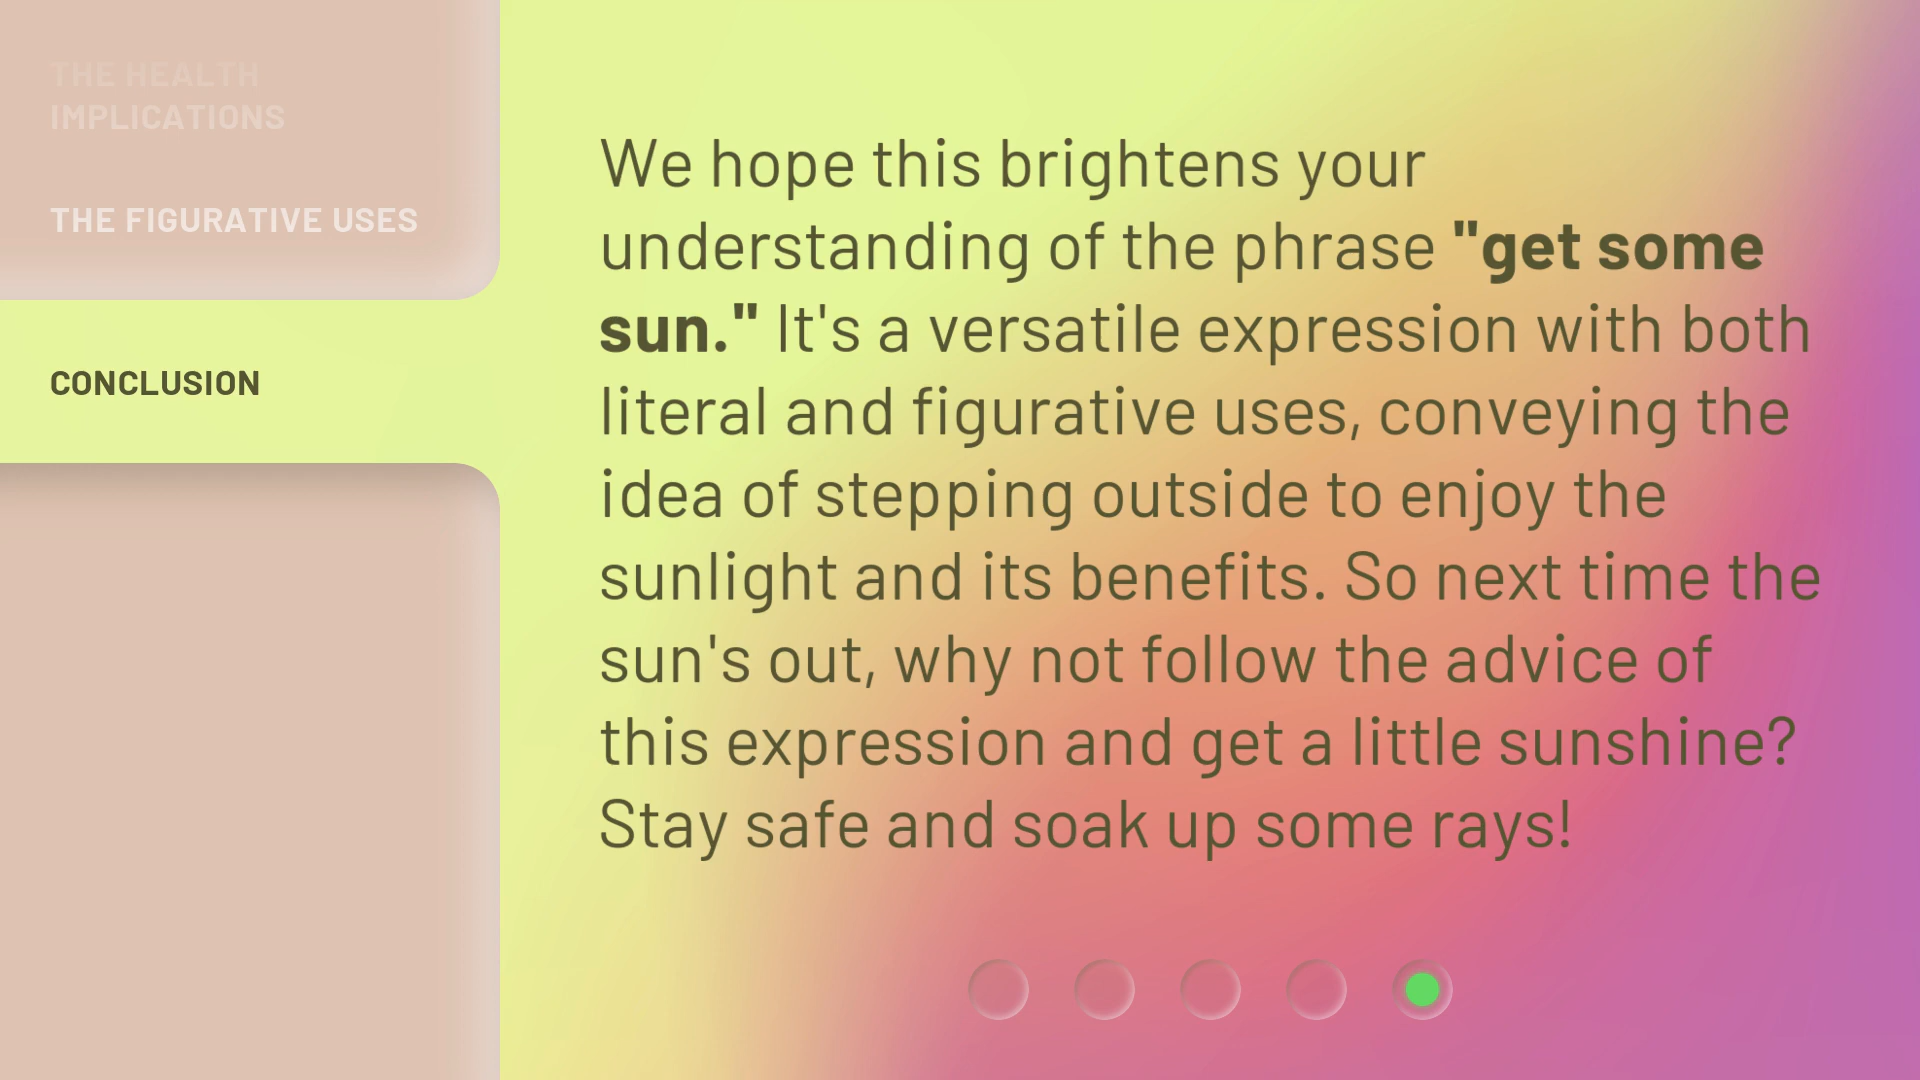 THE HEALTH
IMPLICATIONS
THE FIGURATIVE USES
CONCLUSION
We hope this brightens your
understanding of the phrase "get some
sun." It's a versatile expression with both
literal and figurative uses, conveying the
idea of stepping outside to enjoy the
sunlight and its benefits. So next time the
sun's out, why not follow the advice of
this expression and get a little sunshine?
Stay safe and soak up some rays!